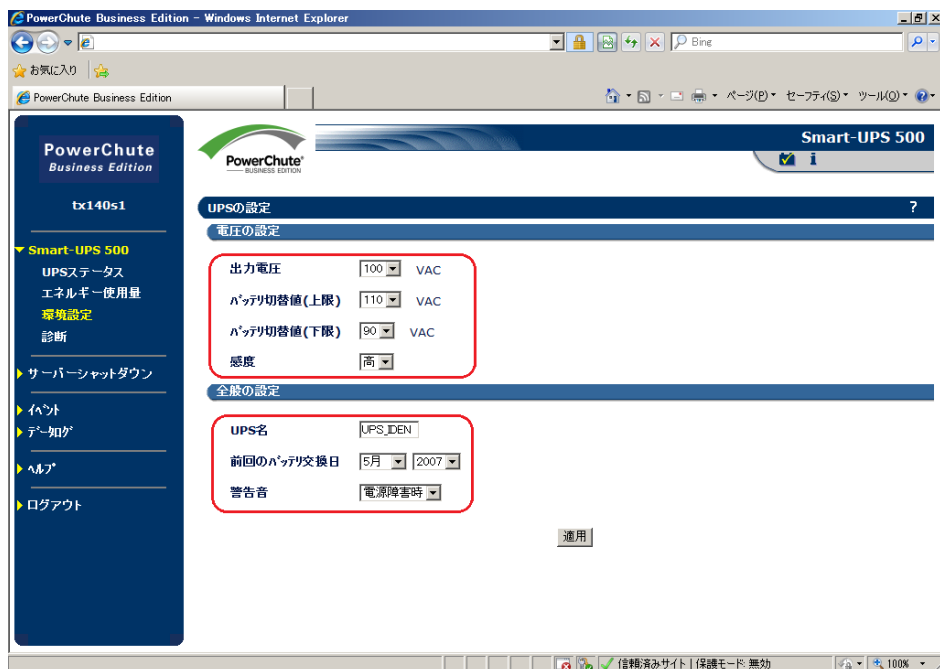 PowerChute Business Edition - Windows Internet Explorer
Bing
お気に入り
PowerChute Business Edition
ページ(P) セーフティ(S) ツール(O)
PowerChute
Business Edition
tx140s1
Smart-UPS 500
UPSステータス
エネルギー使用量
環境設定
診断
サーバーシャットダウン
ｲﾍﾞﾝﾄ
ﾃﾞｰﾀﾛｸﾞ
ﾍﾙﾌﾟ
ログアウト
PowerChute®
BUSINESS EDITION
Smart-UPS 500
i
UPSの設定 ?
電圧の設定
出力電圧 100 VAC
ﾊﾞｯﾃﾘ切替値(上限) 110 VAC
ﾊﾞｯﾃﾘ切替値(下限) 90 VAC
感度 高
全般の設定
UPS名 UPS_IDEN
前回のﾊﾞｯﾃﾘ交換日 5月 2007
警告音 電源障害時
適用
信頼済みサイト | 保護モード: 無効 100%